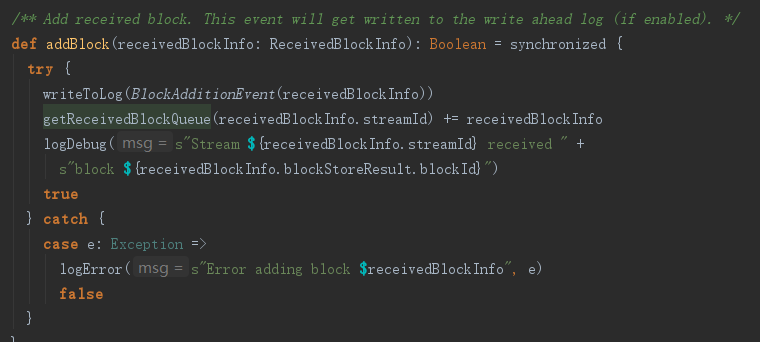 /** Add received block. This event will get written to the write ahead log (if enabled). */
def addBlock(receivedBlockInfo: ReceivedBlockInfo): Boolean = synchronized {
  try {
    writeToLog(BlockAdditionEvent(receivedBlockInfo))
    getReceivedBlockQueue(receivedBlockInfo.streamId) += receivedBlockInfo
    logDebug( msg = s"Stream ${receivedBlockInfo.streamId} received " +
      s"block ${receivedBlockInfo.blockStoreResult.blockId}")
    true
  } catch {
    case e: Exception =>
      logError( msg = s"Error adding block $receivedBlockInfo", e)
      false
  }
}